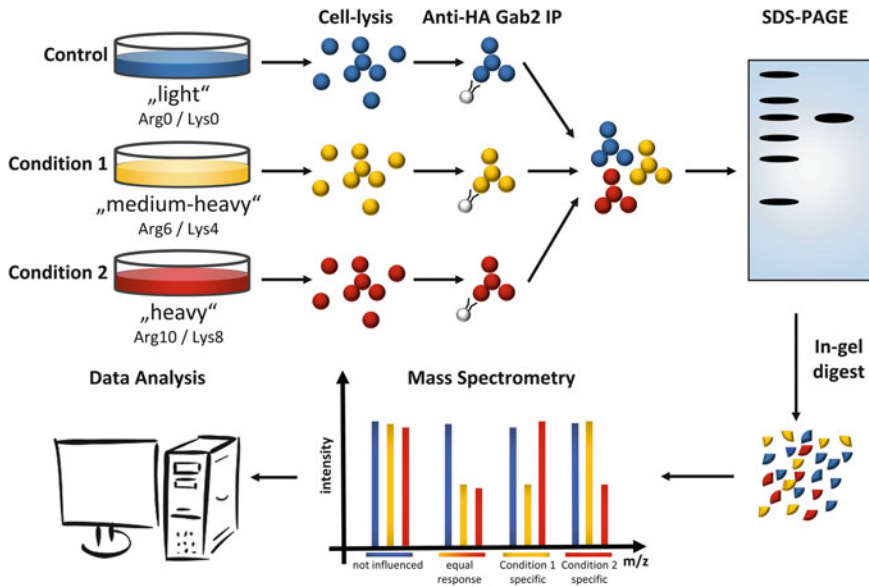 Cell-lysis
Anti-HA Gab2 IP
SDS-PAGE
Control
„light“
Arg0 / Lys0
Condition 1
„medium-heavy“
Arg6 / Lys4
Condition 2
„heavy“
Arg10 / Lys8
In-gel
digest
Data Analysis
Mass Spectrometry
intensity
m/z
not influenced
equal
response
Condition 1
specific
Condition 2
specific